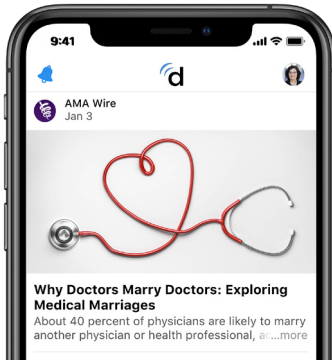 9:41
d
AMA Wire
Jan 3
Why Doctors Marry Doctors: Exploring
Medical Marriages
About 40 percent of physicians are likely to marry
another physician or health professional, ...more